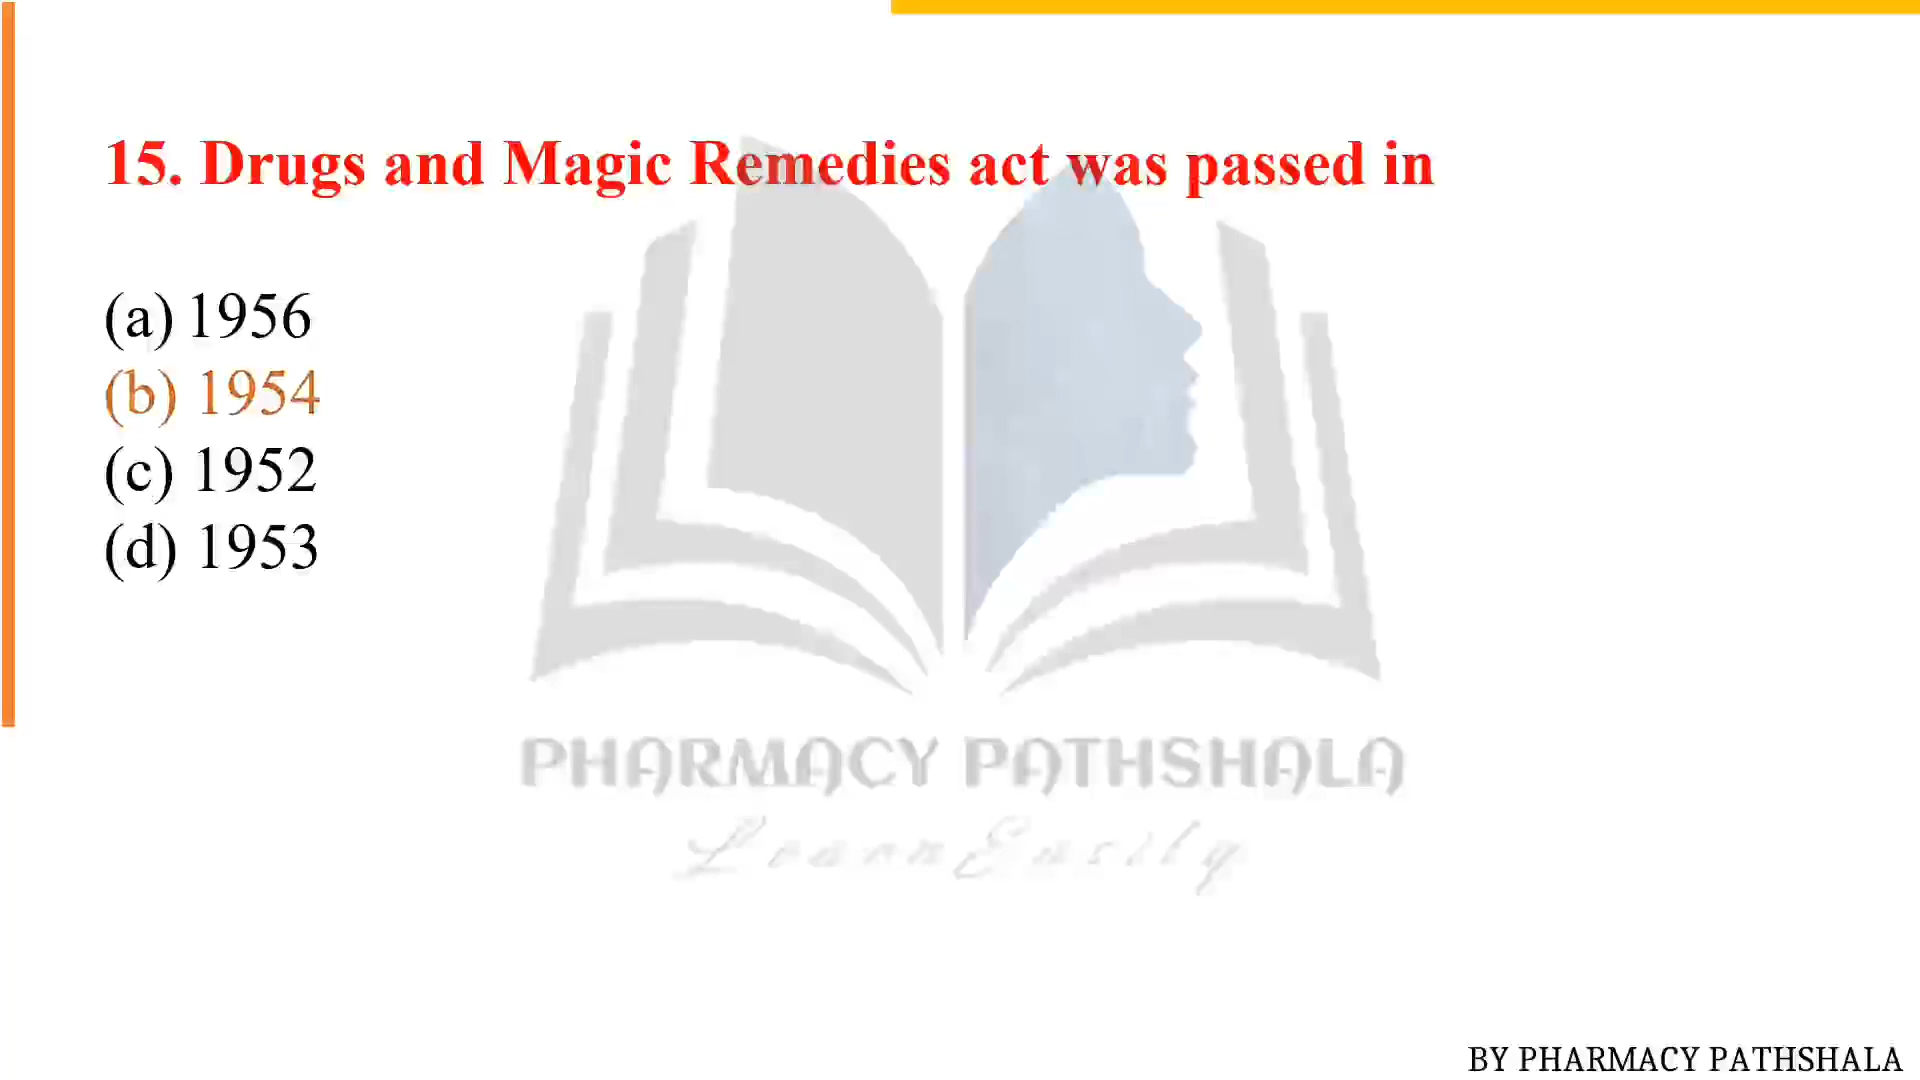 15. Drugs and Magic Remedies act was passed in
(a) 1956
(b) 1954
(c) 1952
(d) 1953
PHARMACY PATHSHALA
Learn Easily
BY PHARMACY PATHSHALA